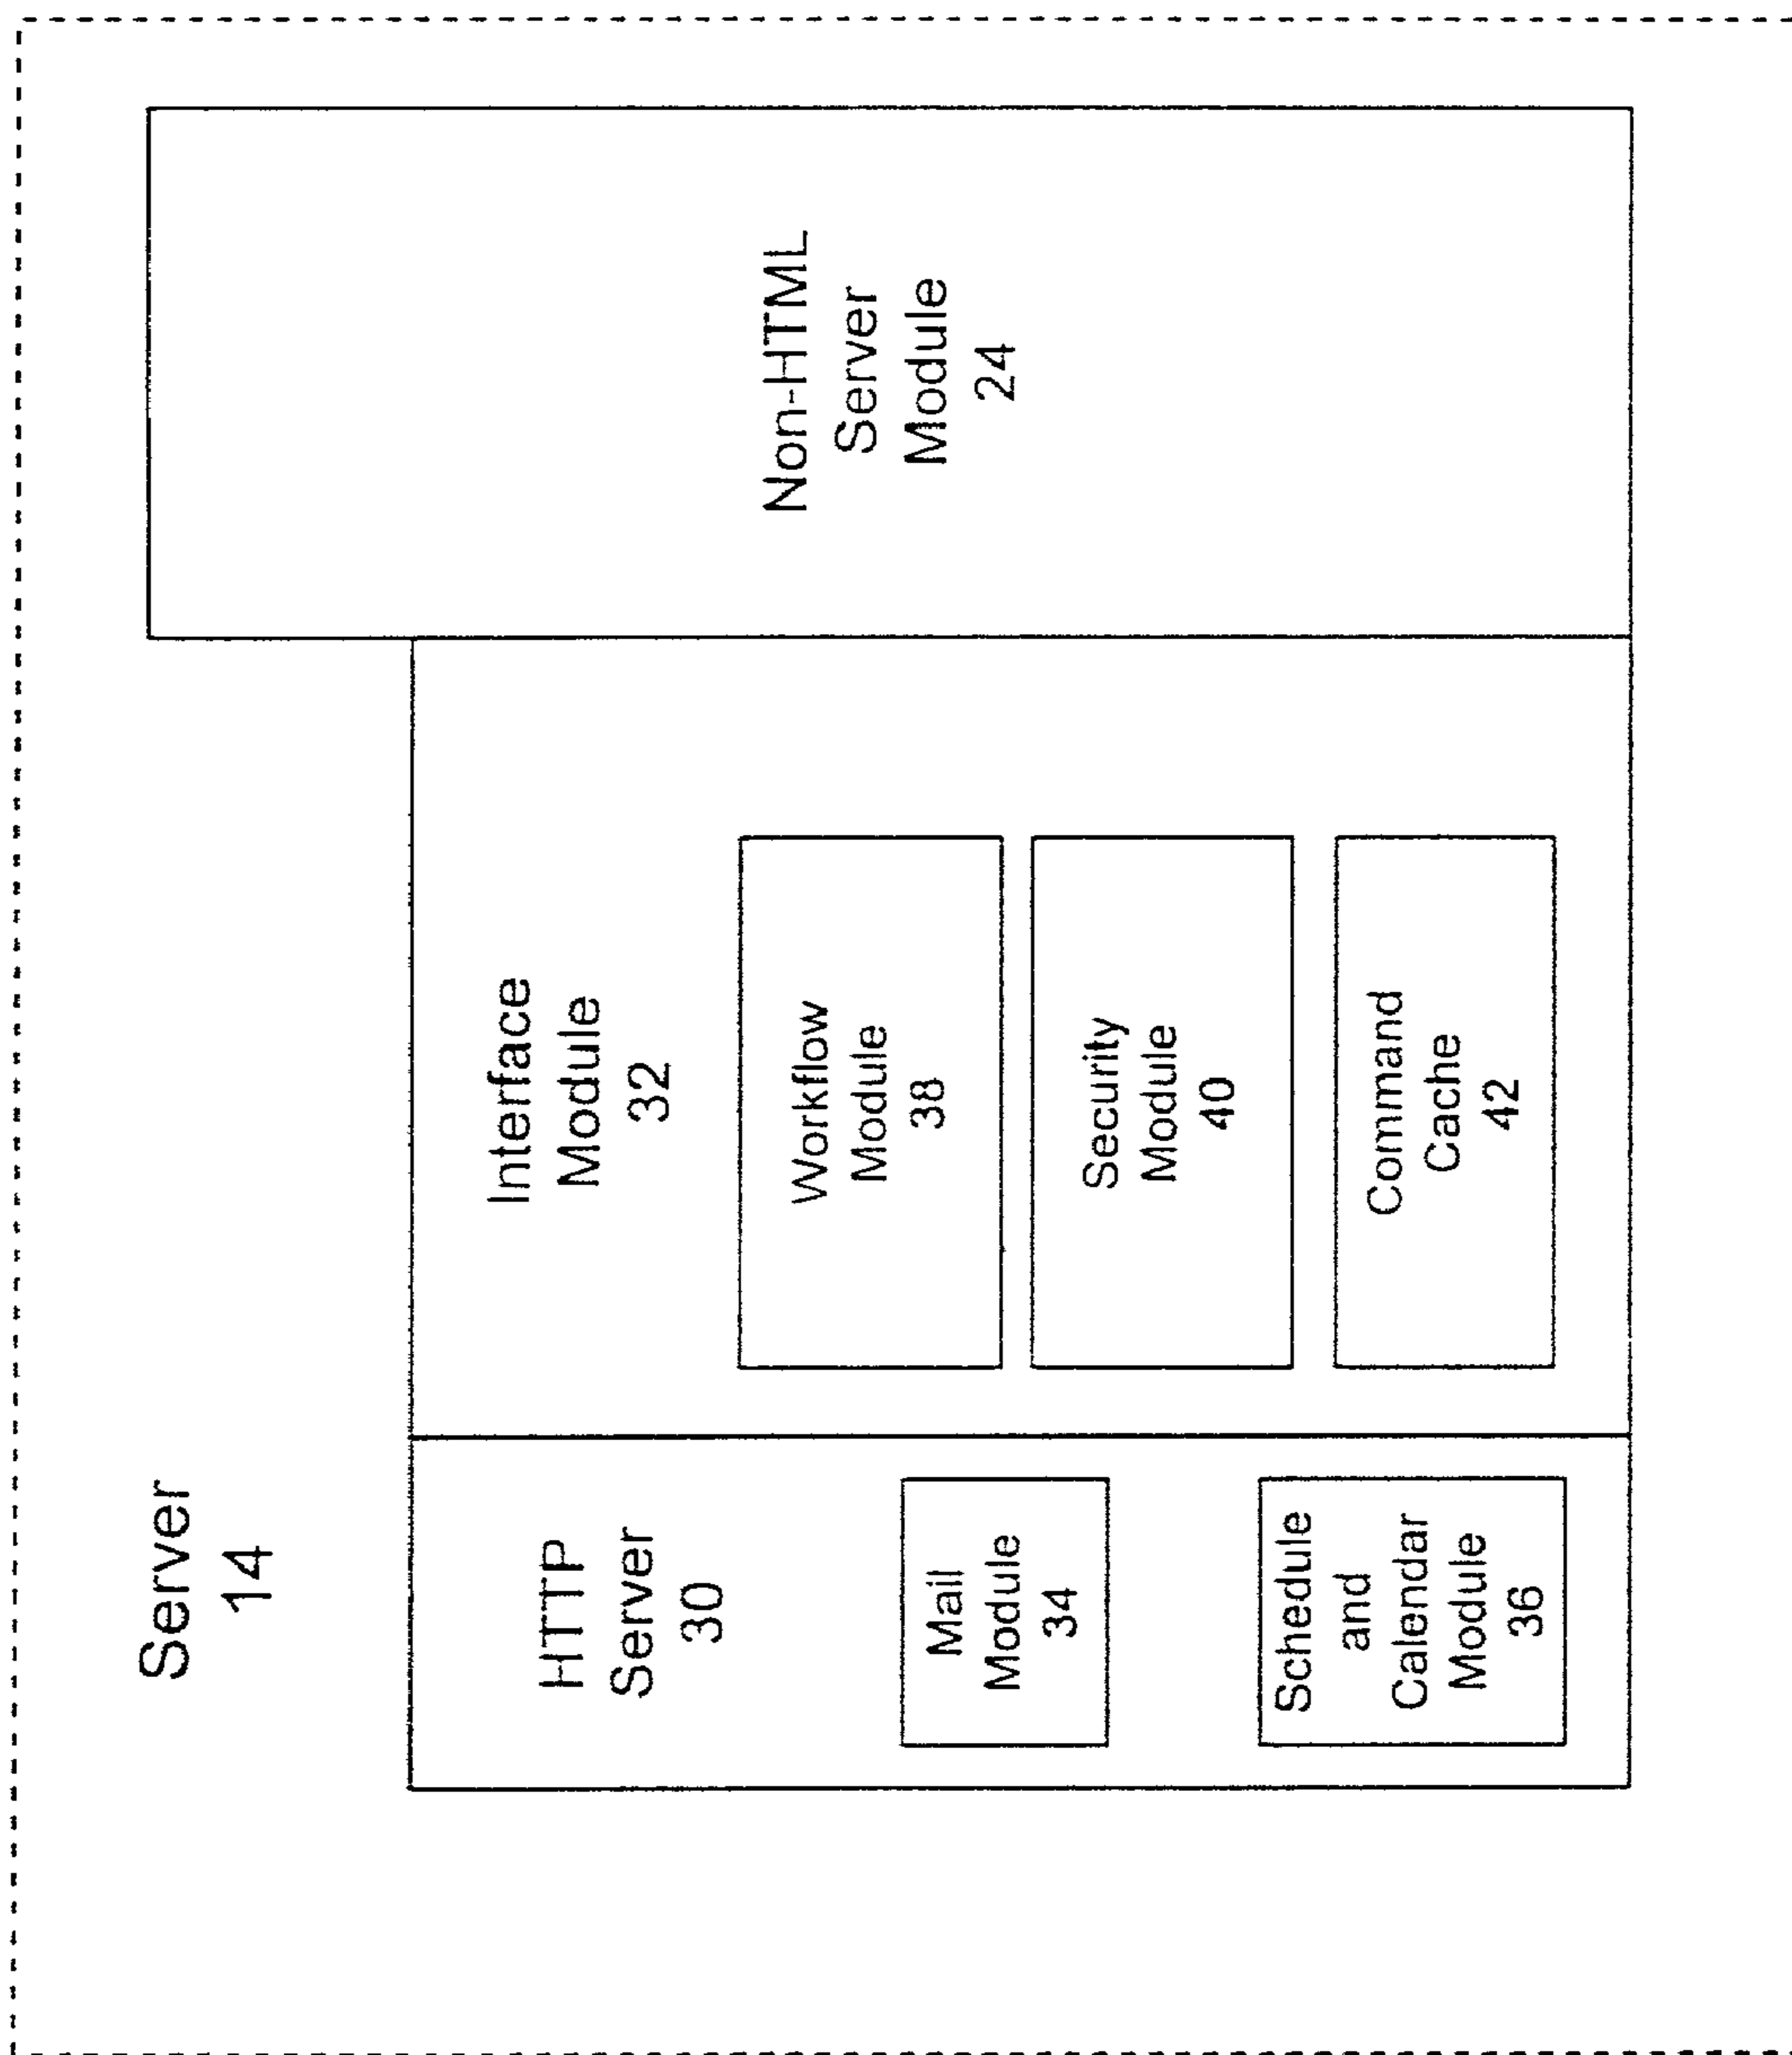 Server
14
HTTP
Server
30
Mail
Module
34
Schedule
and
Calendar
Module
36
Interface
Module
32
Workflow
Module
38
Security
Module
40
Command
Cache
42
Non-HTML
Server
Module
24